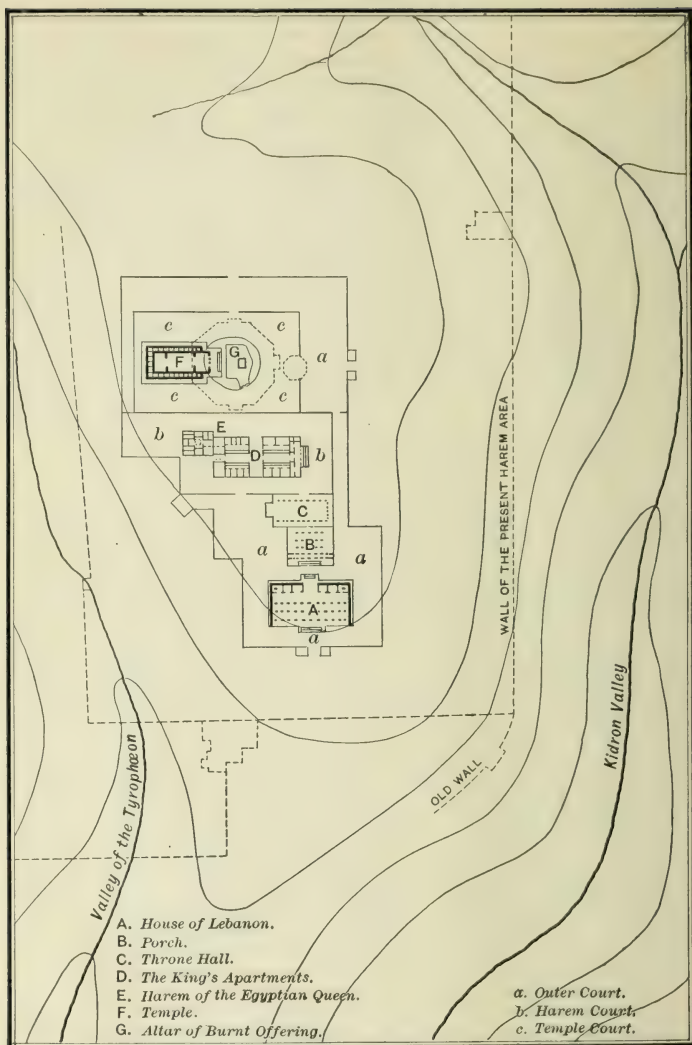 c
c
F
G
a
c
c
b
E
D
b
C
a
B
a
A
a
WALL OF THE PRESENT HAREM AREA
Kidron Valley
OLD WALL
Valley of the Tyrophœon
A. House of Lebanon.
B. Porch.
C. Throne Hall.
D. The King's Apartments.
E. Harem of the Egyptian Queen.
F. Temple.
G. Altar of Burnt Offering.
a. Outer Court.
b. Harem Court.
c. Temple Court.